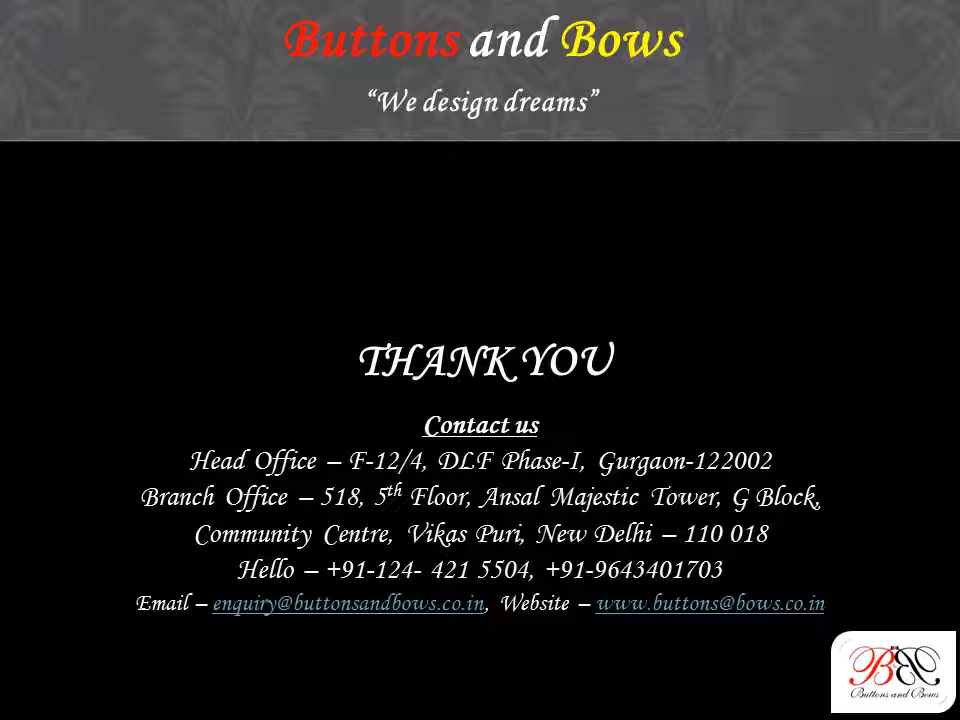 Buttons and Bows
“We design dreams”
THANK YOU
Contact us
Head Office – F-12/4, DLF Phase-I, Gurgaon-122002
Branch Office – 518, 5th Floor, Ansal Majestic Tower, G Block,
Community Centre, Vikas Puri, New Delhi – 110 018
Hello – +91-124- 421 5504, +91-9643401703
Email – enquiry@buttonsandbows.co.in, Website – www.buttons@bows.co.in
B B
Buttons and Bows